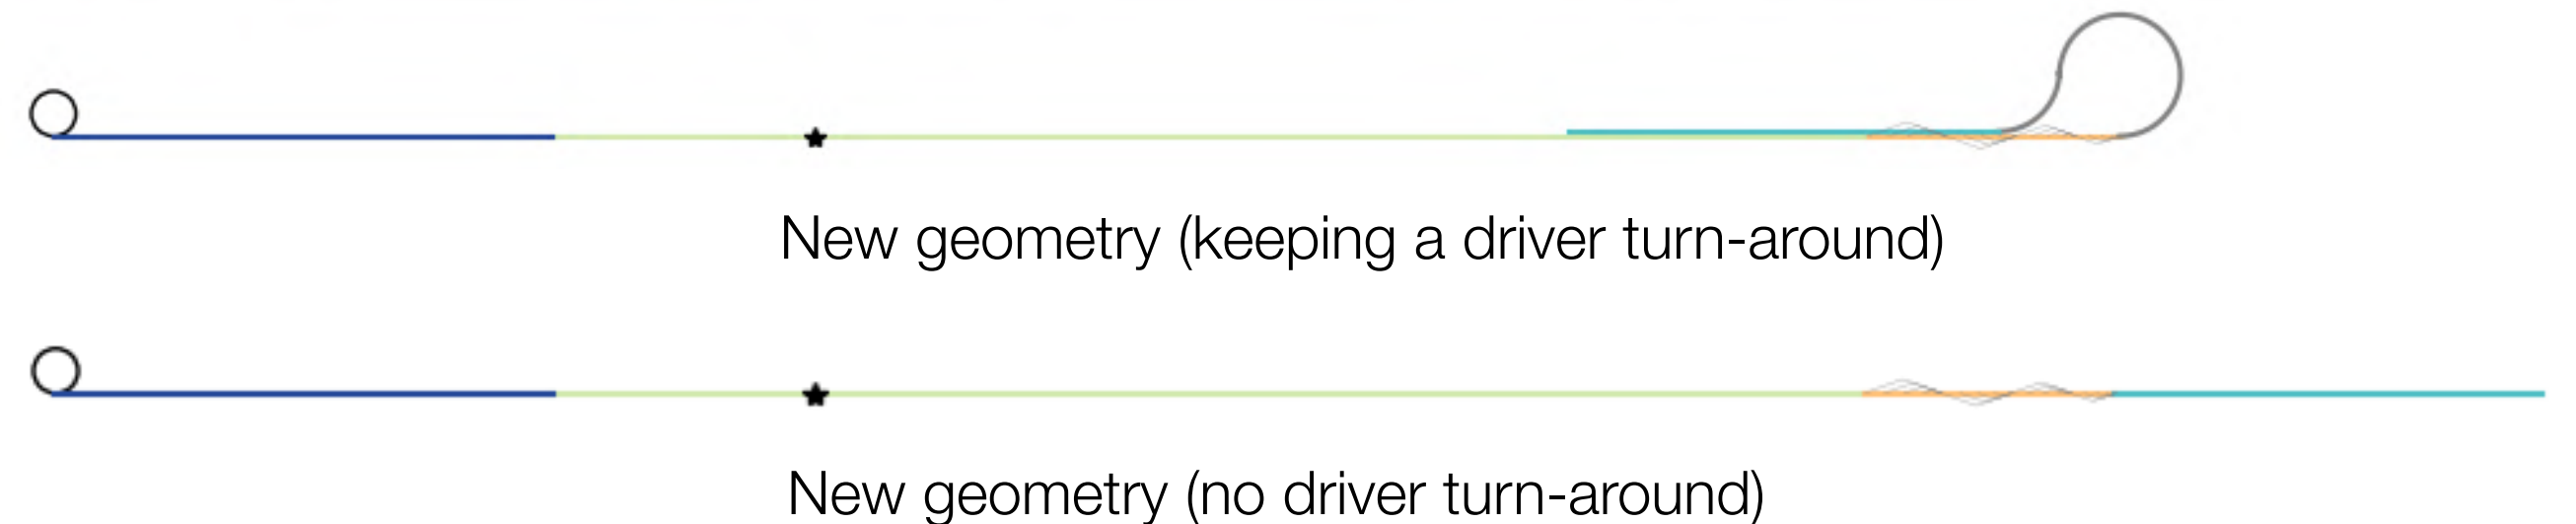 New geometry (keeping a driver turn-around)
New geometry (no driver turn-around)